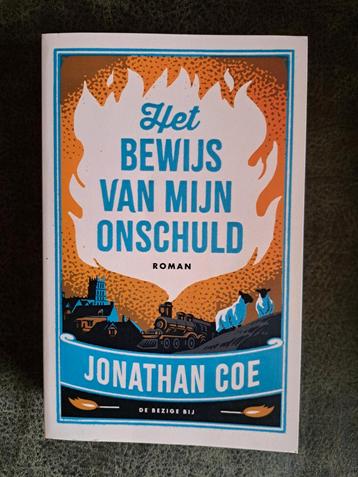 Het
BEWIJS
VAN MIJN
ONSCHULD
ROMAN
JONATHAN COE
DE BEZIGE BIJ